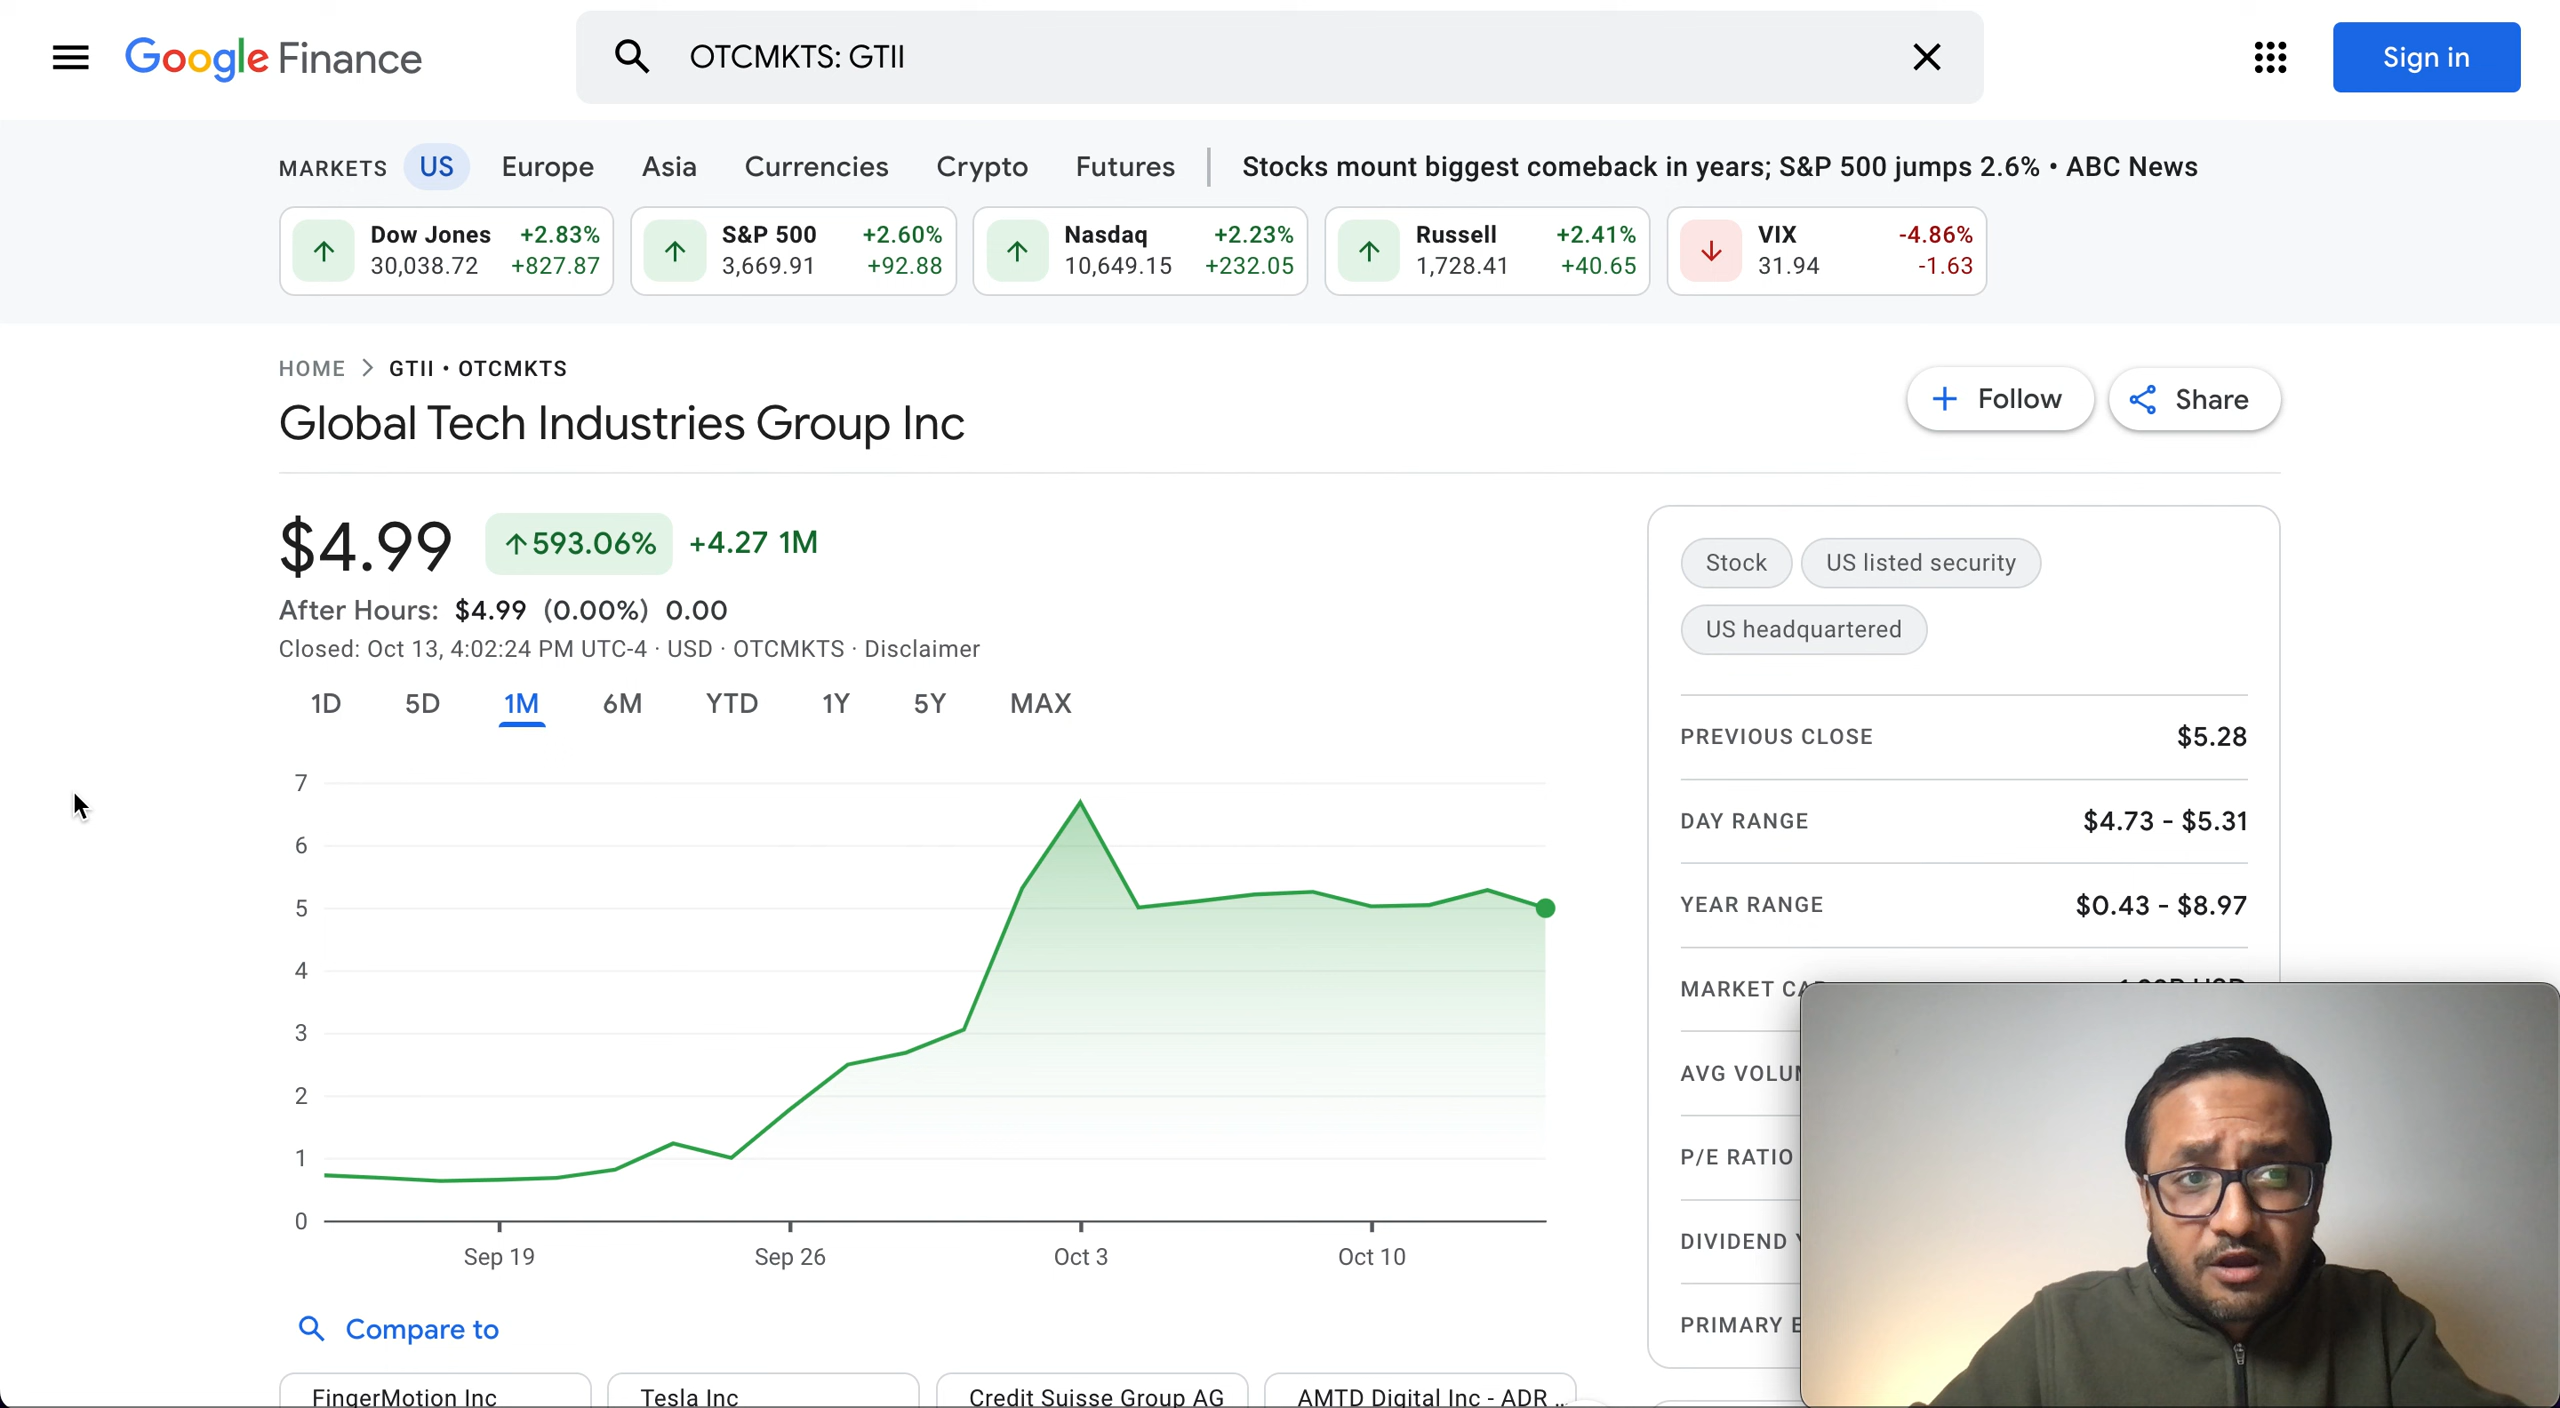 Google Finance
OTCMKTS: GTII
Sign in
MARKETS US Europe Asia Currencies Crypto Futures Stocks mount biggest comeback in years; S&P 500 jumps 2.6% • ABC News
Dow Jones +2.83%
30,038.72 +827.87
S&P 500 +2.60%
3,669.91 +92.88
Nasdaq +2.23%
10,649.15 +232.05
Russell +2.41%
1,728.41 +40.65
VIX -4.86%
31.94 -1.63
HOME > GTII • OTCMKTS
Global Tech Industries Group Inc
Follow
Share
$4.99 593.06% +4.27 1M
After Hours: $4.99 (0.00%) 0.00
Closed: Oct 13, 4:02:24 PM UTC-4 · USD · OTCMKTS · Disclaimer
1D 5D 1M 6M YTD 1Y 5Y MAX
7
6
5
4
3
2
1
0
Sep 19 Sep 26 Oct 3 Oct 10
Compare to
FingerMotion Inc
Tesla Inc
Credit Suisse Group AG
AMTD Digital Inc - ADR ...
Stock US listed security
US headquartered
PREVIOUS CLOSE $5.28
DAY RANGE $4.73 - $5.31
YEAR RANGE $0.43 - $8.97
MARKET
AVG
P/E RATIO
DIVIDEND
PRIMARY